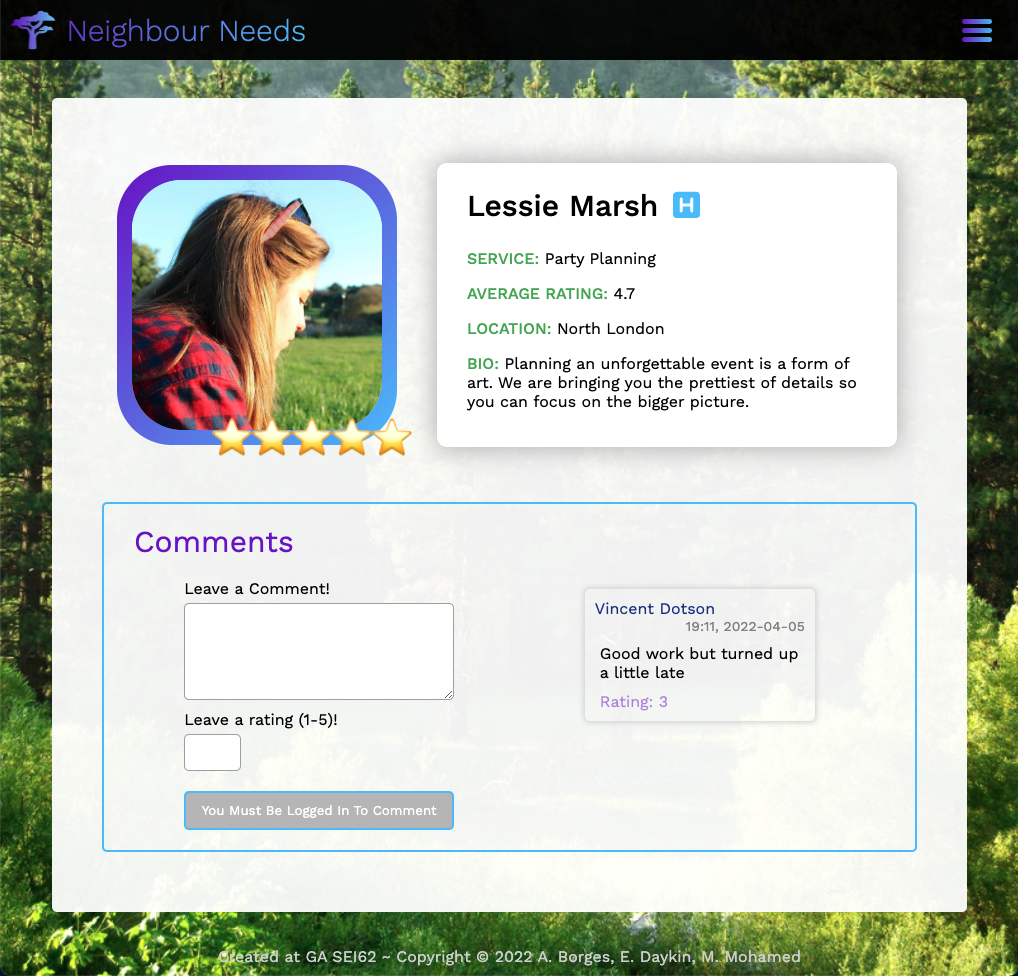 Neighbour Needs
Lessie Marsh H
SERVICE: Party Planning
AVERAGE RATING: 4.7
LOCATION: North London
BIO: Planning an unforgettable event is a form of
art. We are bringing you the prettiest of details so
you can focus on the bigger picture.
Comments
Leave a Comment!
Leave a rating (1-5)!
You Must Be Logged In To Comment
Vincent Dotson
19:11, 2022-04-05
Good work but turned up
a little late
Rating: 3
Created at GA SEI62 ~ Copyright © 2022 A. Borges, E. Daykin, M. Mohamed